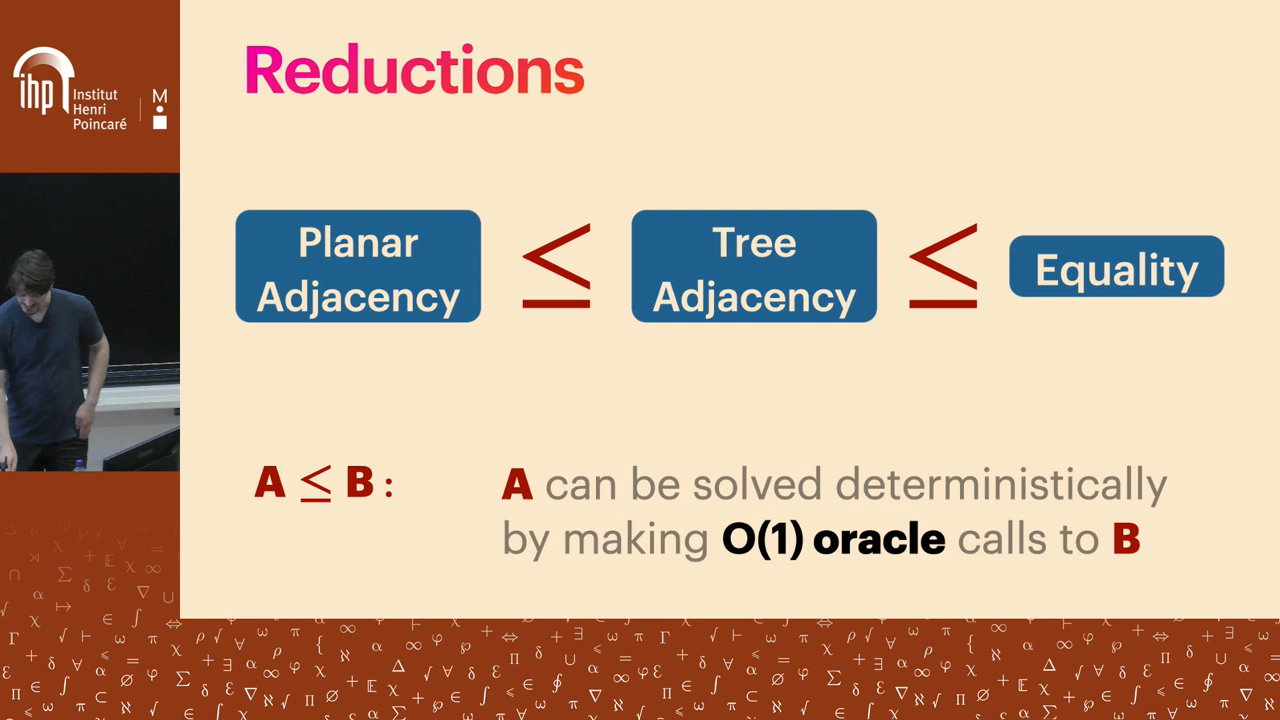 ihp
Institut
Henri
Poincaré
M
Reductions
Planar
Adjacency
≤
Tree
Adjacency
≤
Equality
A ≤ B :
A can be solved deterministically
by making O(1) oracle calls to B